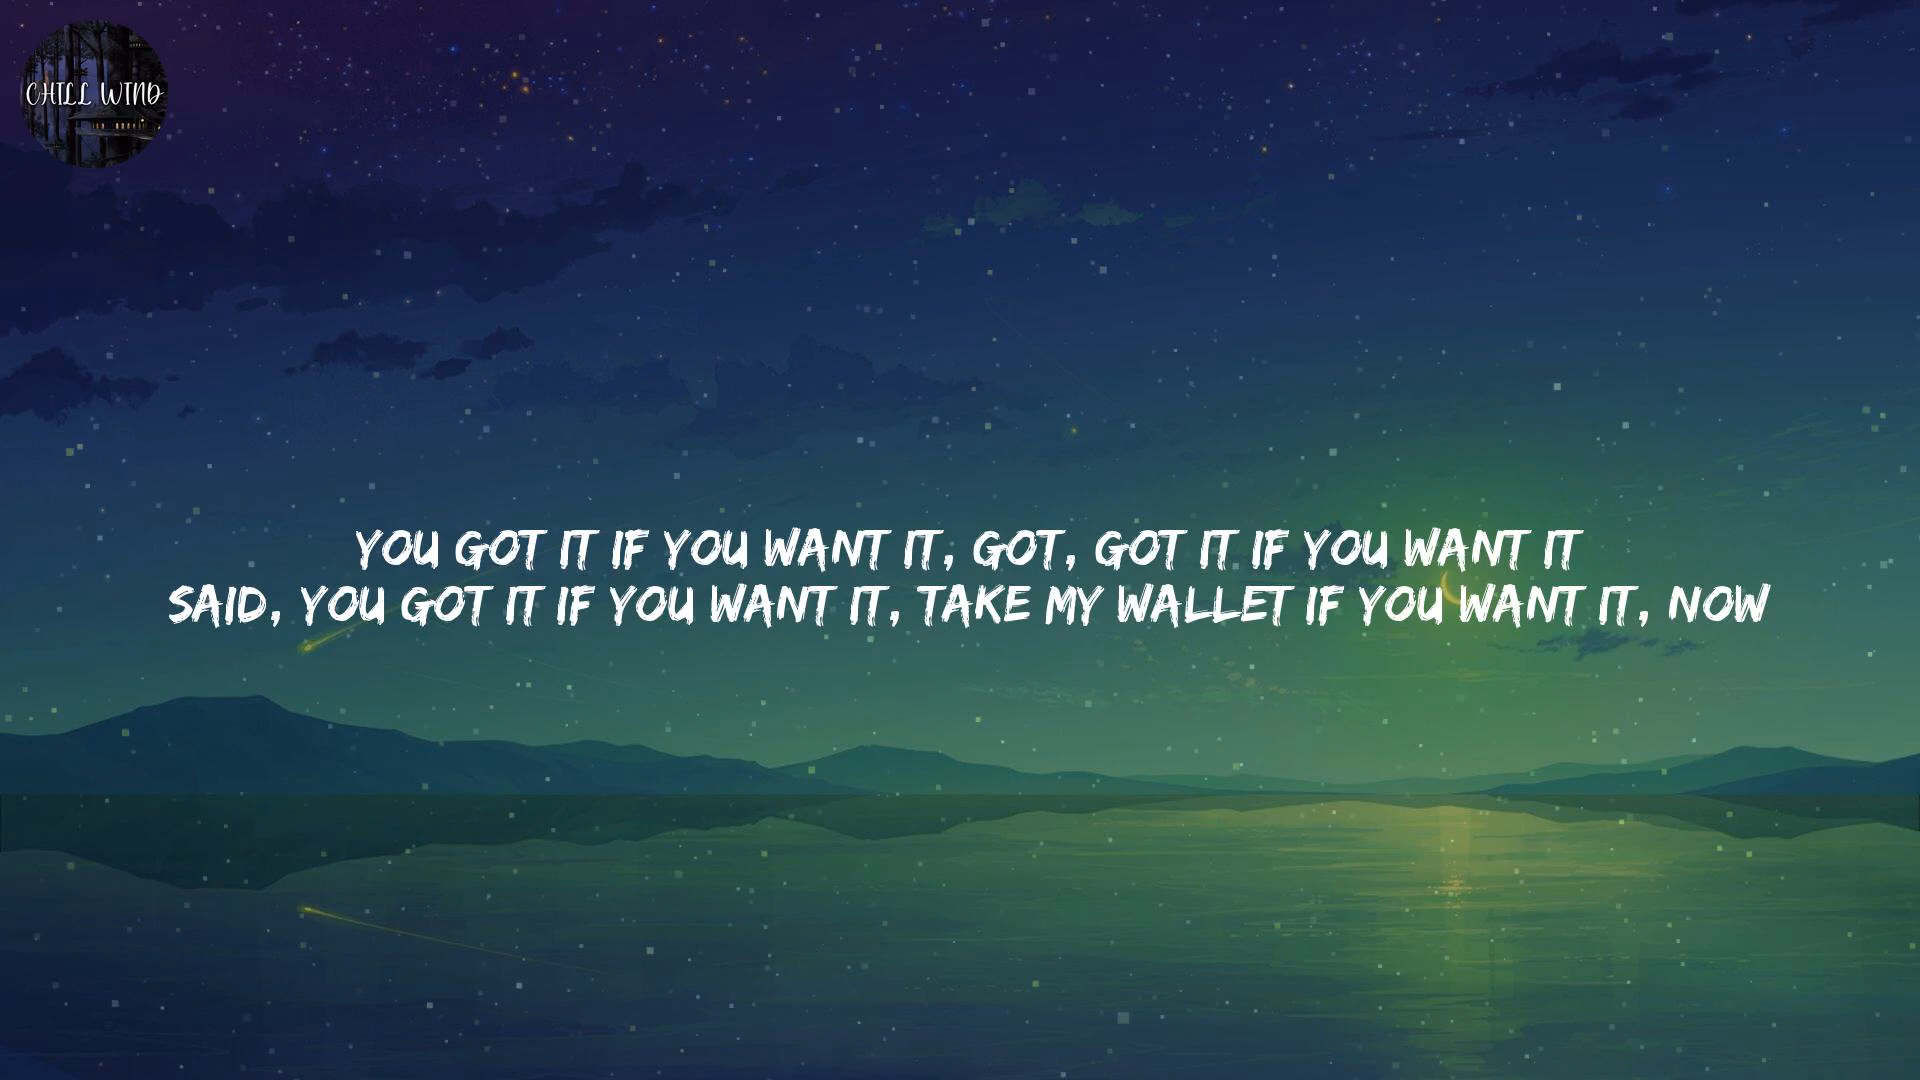 CHILL WIND
YOU GOT IT IF YOU WANT IT, GOT, GOT IT IF YOU WANT IT
SAID, YOU GOT IT IF YOU WANT IT, TAKE MY WALLET IF YOU WANT IT, NOW